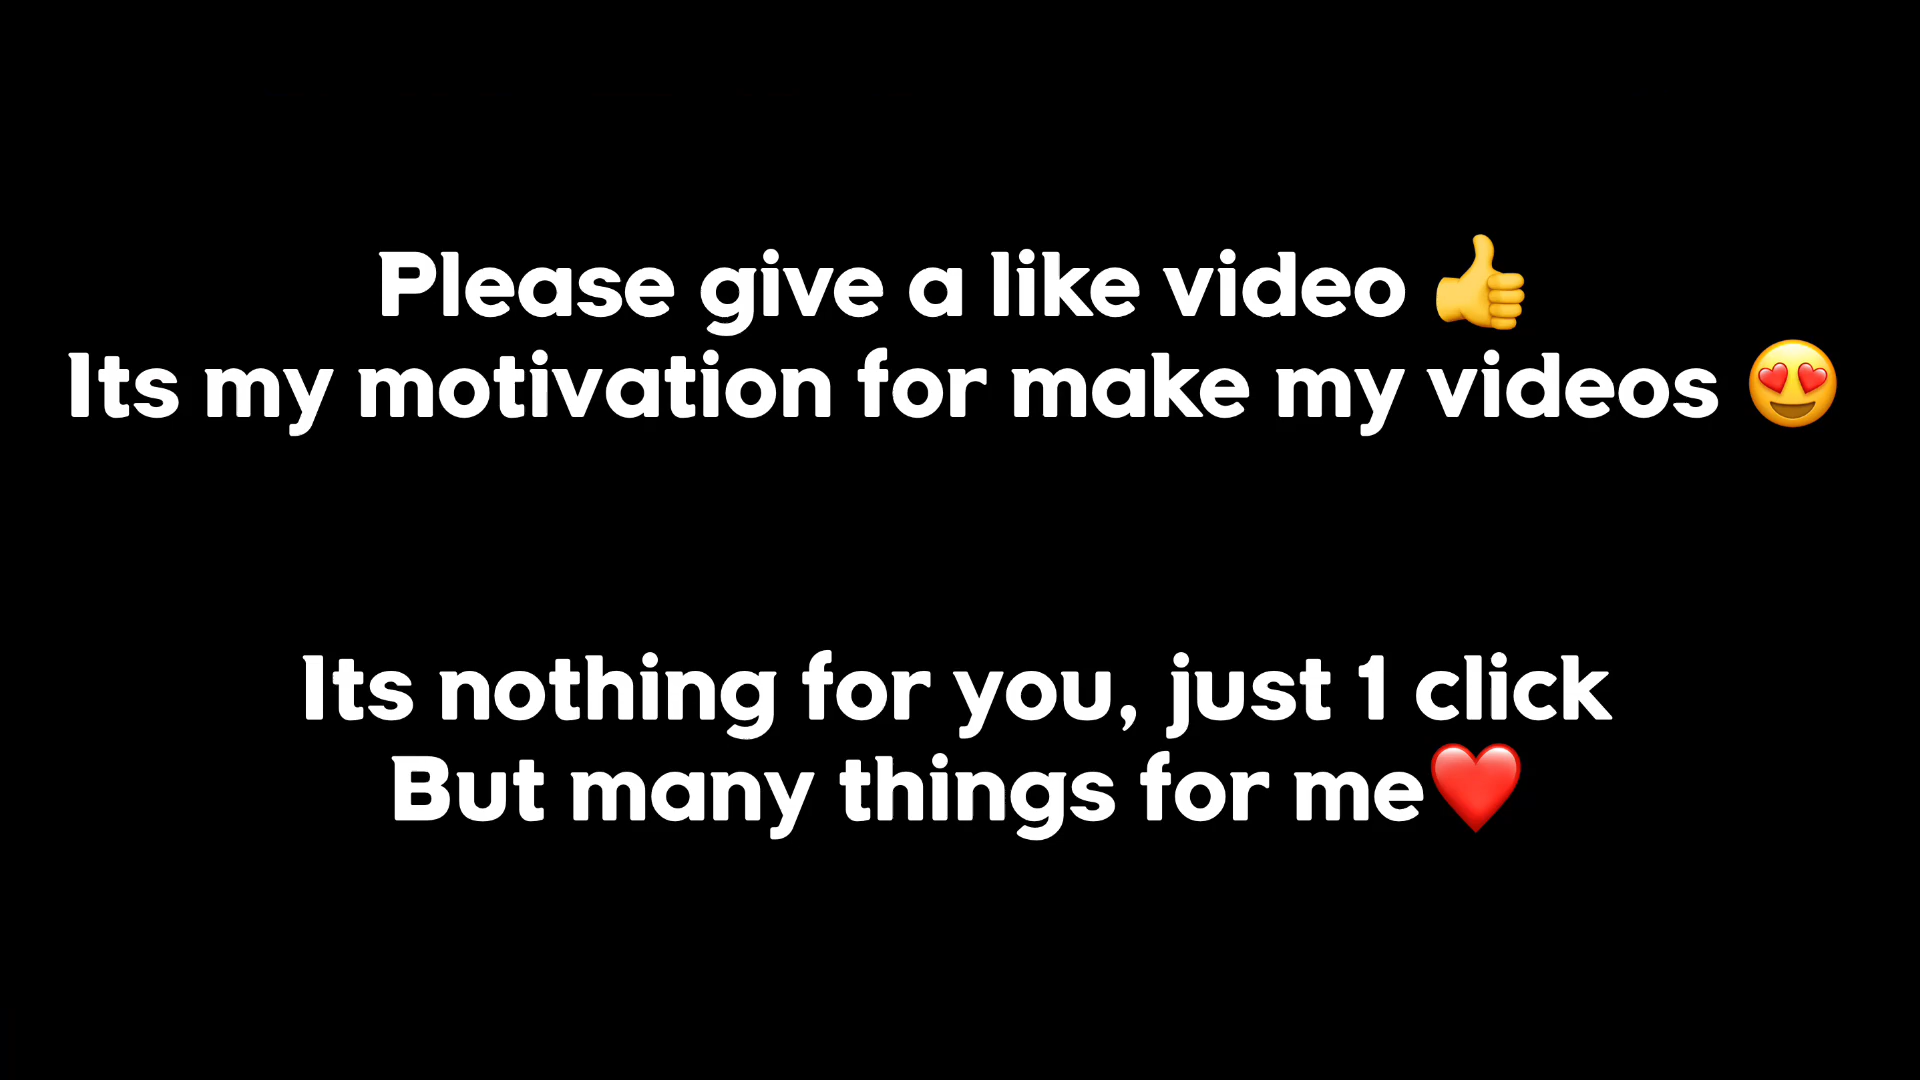 Please give a like video 👍
Its my motivation for make my videos 😍
Its nothing for you, just 1 click
But many things for me❤️